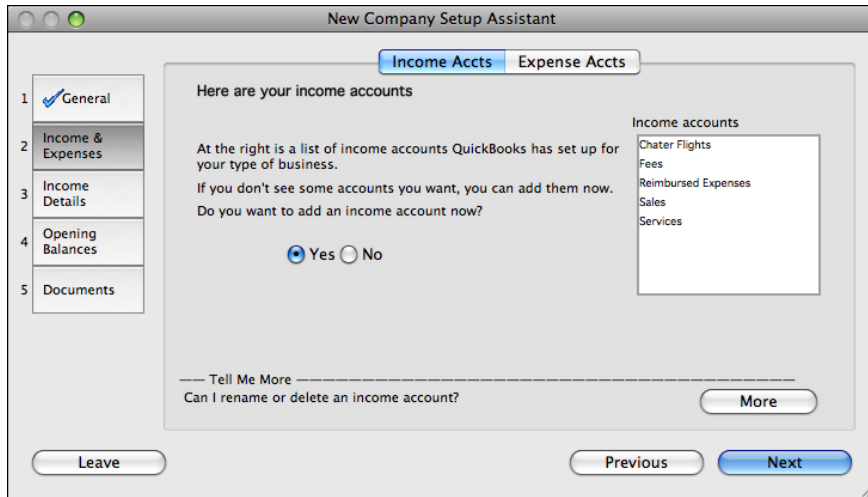 New Company Setup Assistant
Income Accts Expense Accts
1 General
2 Income &
Expenses
3 Income
Details
4 Opening
Balances
5 Documents
Here are your income accounts
At the right is a list of income accounts QuickBooks has set up for
your type of business.
If you don't see some accounts you want, you can add them now.
Do you want to add an income account now?
Yes No
Income accounts
Chater Flights
Fees
Reimbursed Expenses
Sales
Services
Tell Me More
Can I rename or delete an income account?
More
Leave Previous Next